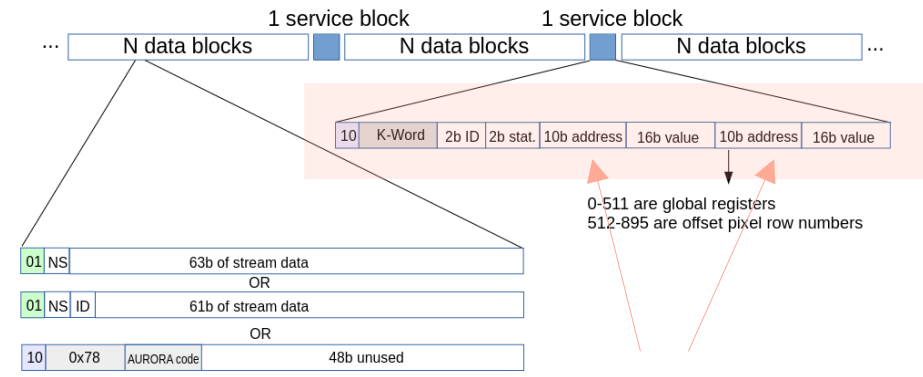 1 service block 1 service block
... N data blocks N data blocks N data blocks ...
10 K-Word 2b ID 2b stat. 10b address 16b value 10b address 16b value
0-511 are global registers
512-895 are offset pixel row numbers
01 NS 63b of stream data
OR
01 NS ID 61b of stream data
OR
10 0x78 AURORA code 48b unused